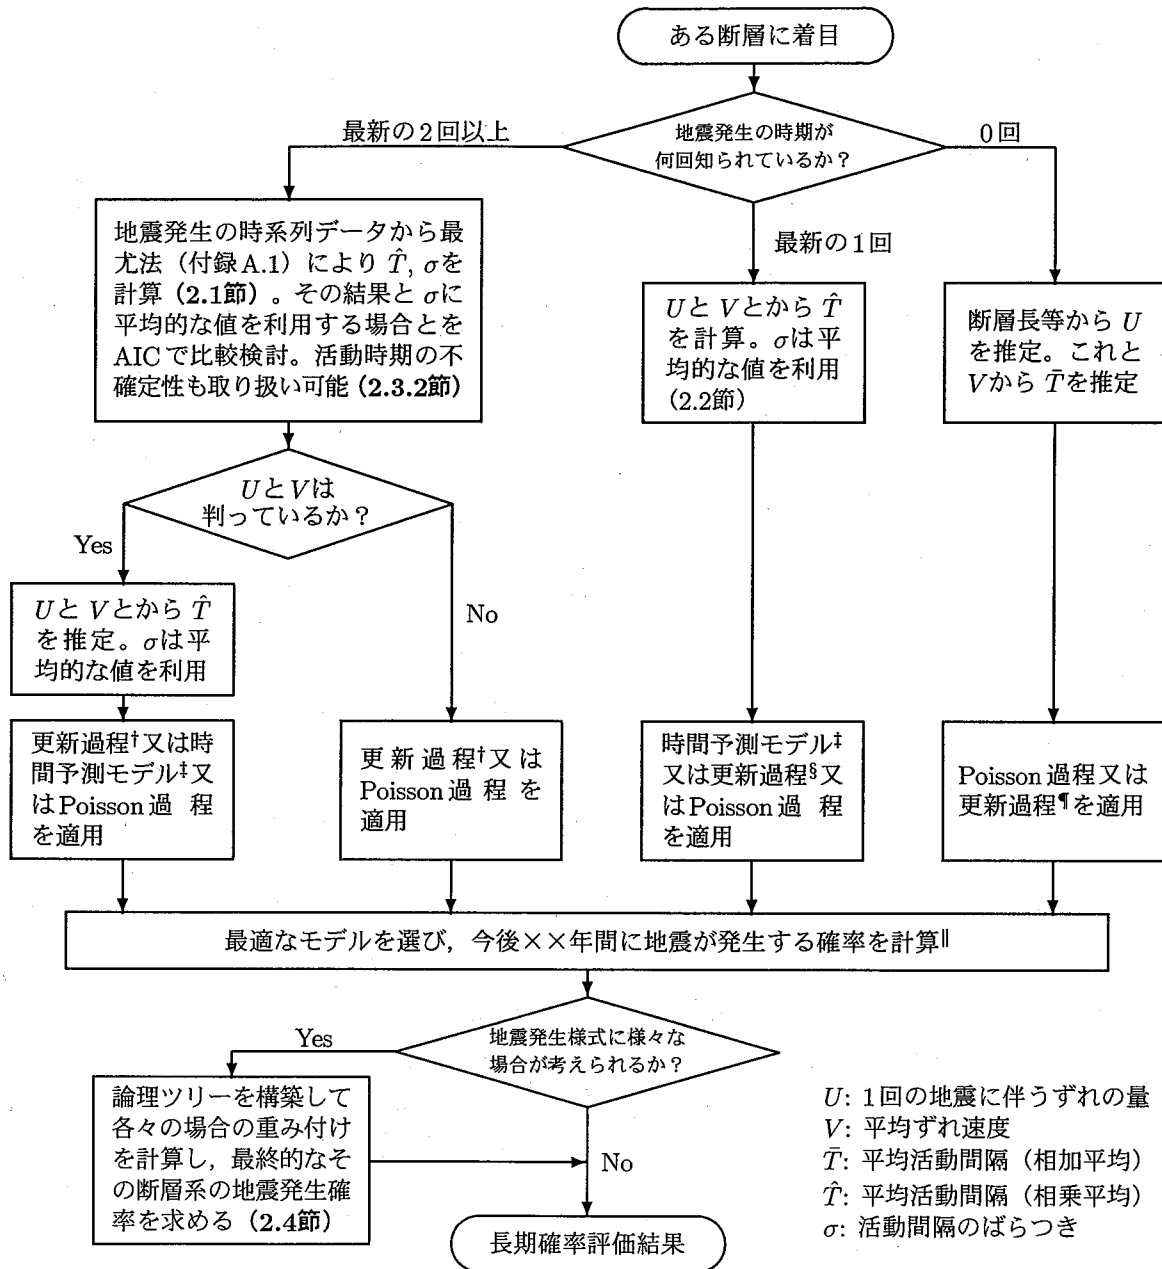 ある断層に着目
地震発生の時期が
何回知られているか？
最新の2回以上
0回
最新の1回
地震発生の時系列データから最
尤法（付録A.1）により T̂, σを
計算（2.1節）。その結果と σに
平均的な値を利用する場合とを
AICで比較検討。活動時期の不
確定性も取り扱い可能（2.3.2節）
UとVとから T̂
を計算。σは平
均的な値を利用
（2.2節）
断層長等から U
を推定。これと
Vから T̄を推定
UとVは
判っているか？
Yes
No
UとVとから T̂
を推定。σは平
均的な値を利用
更新過程†又は時
間予測モデル‡又
はPoisson過程
を適用
更新過程†又は
Poisson過程を
適用
時間予測モデル‡
又は更新過程§又
はPoisson過程
を適用
Poisson過程又は
更新過程¶を適用
最適なモデルを選び，今後××年間に地震が発生する確率を計算‖
地震発生様式に様々な
場合が考えられるか？
Yes
No
論理ツリーを構築して
各々の場合の重み付け
を計算し，最終的なそ
の断層系の地震発生確
率を求める（2.4節）
長期確率評価結果
U: 1回の地震に伴うずれの量
V: 平均ずれ速度
T̄: 平均活動間隔（相加平均）
T̂: 平均活動間隔（相乗平均）
σ: 活動間隔のばらつき